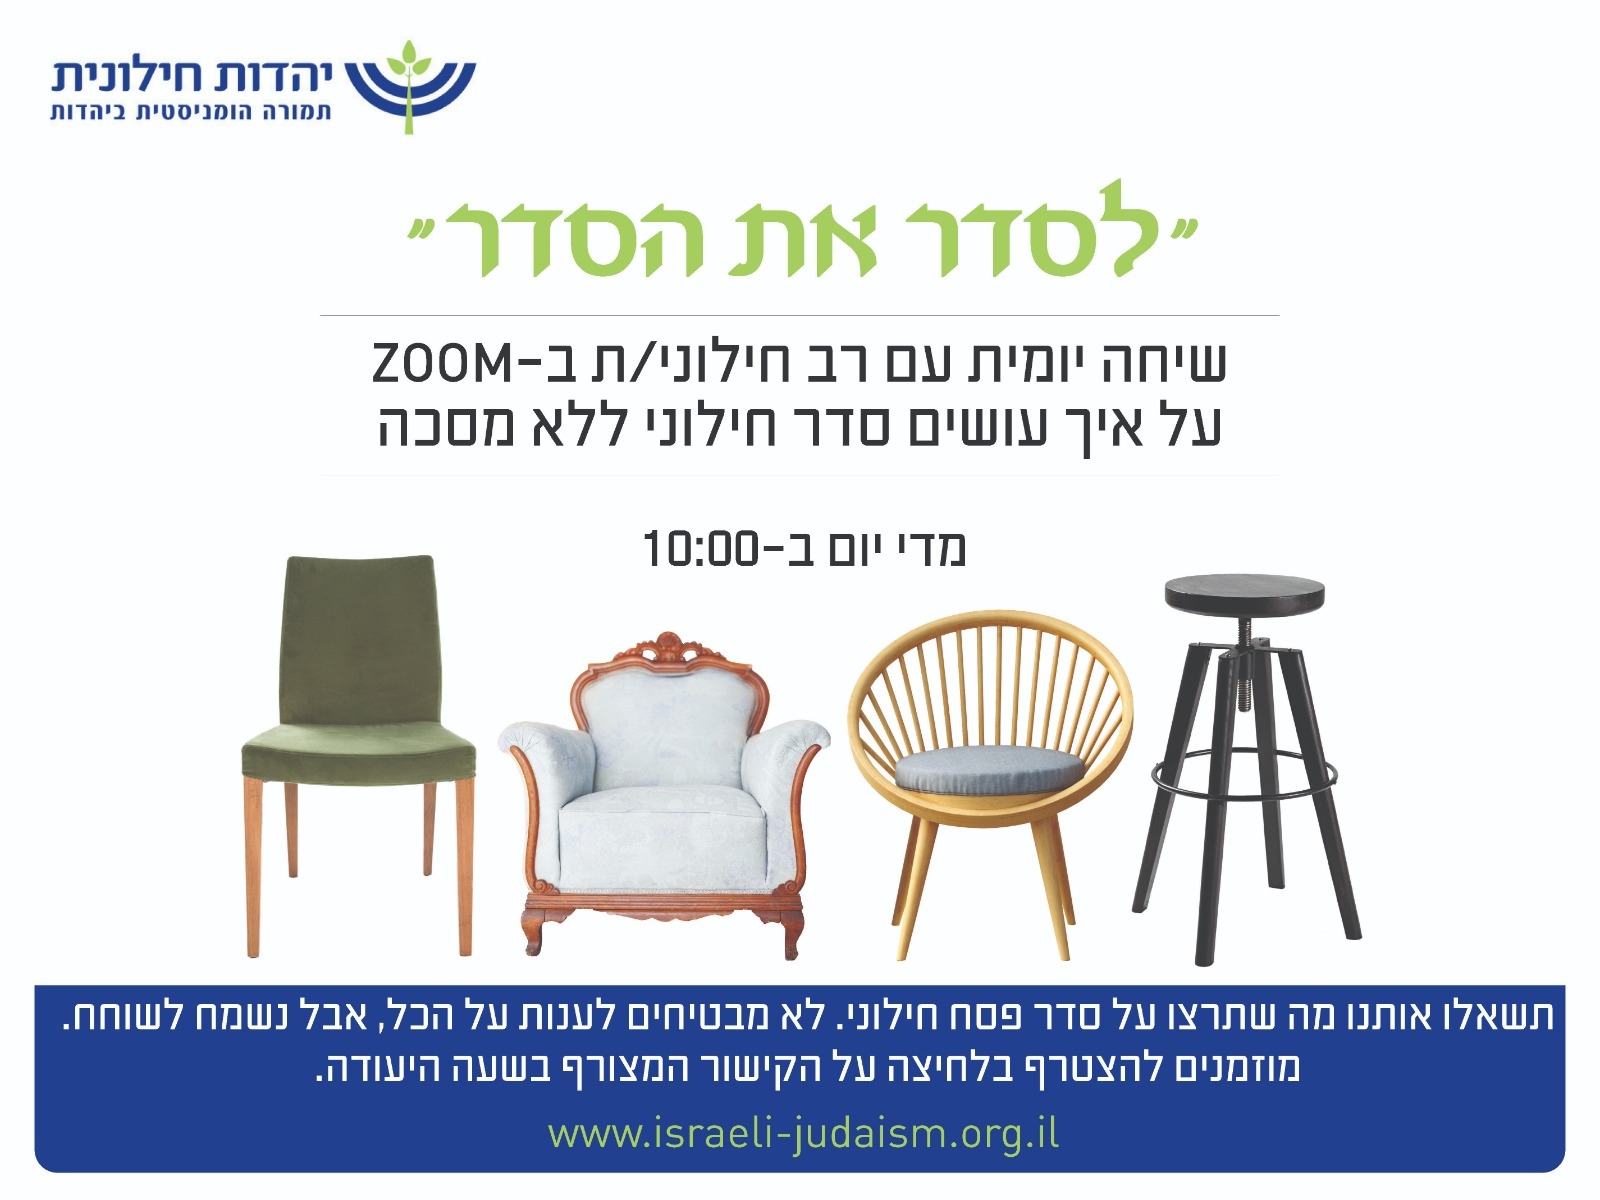 יהדות חילונית
תמורה הומניסטית ביהדות
"לסדר את הסדר"
שיחה יומית עם רב חילוני/ת ב-ZOOM
על איך עושים סדר חילוני ללא מסכה
מדי יום ב-10:00
תשאלו אותנו מה שתרצו על סדר פסח חילוני. לא מבטיחים לענות על הכל, אבל נשמח לשוחח.
מוזמנים להצטרף בלחיצה על הקישור המצורף בשעה היעודה.
www.israeli-judaism.org.il